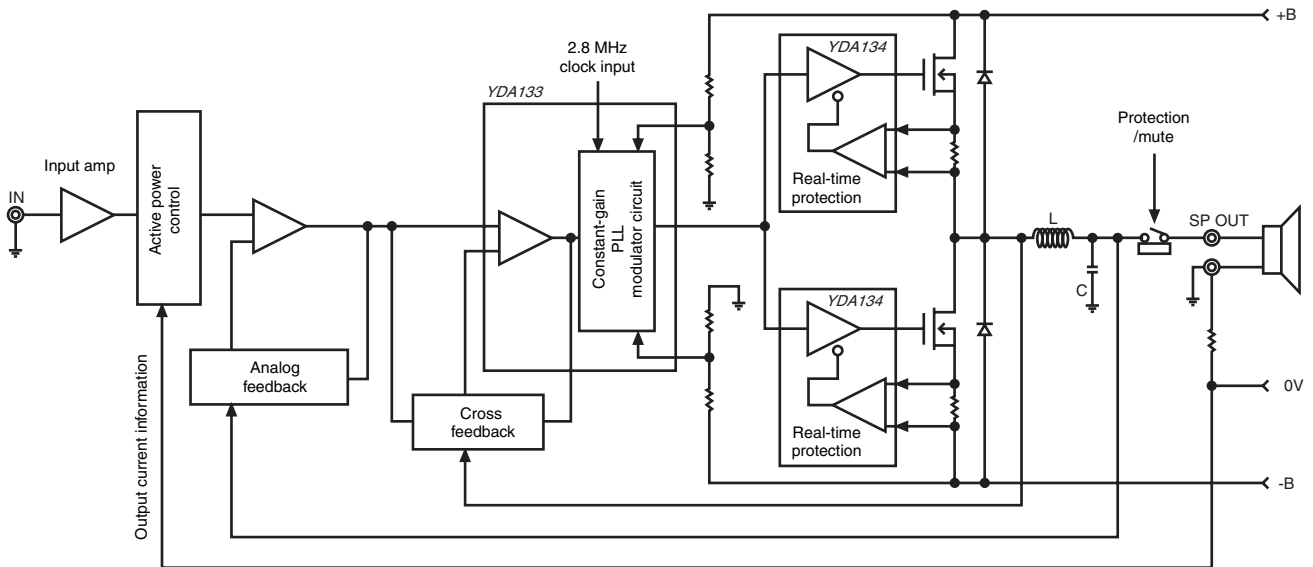 +B
YDA134
2.8 MHz
clock input
YDA133
Protection
/mute
Input amp
IN
Active power
control
Constant-gain
PLL
modulator circuit
Real-time
protection
L
SP OUT
C
YDA134
Analog
feedback
0V
Cross
feedback
Real-time
protection
Output current information
-B